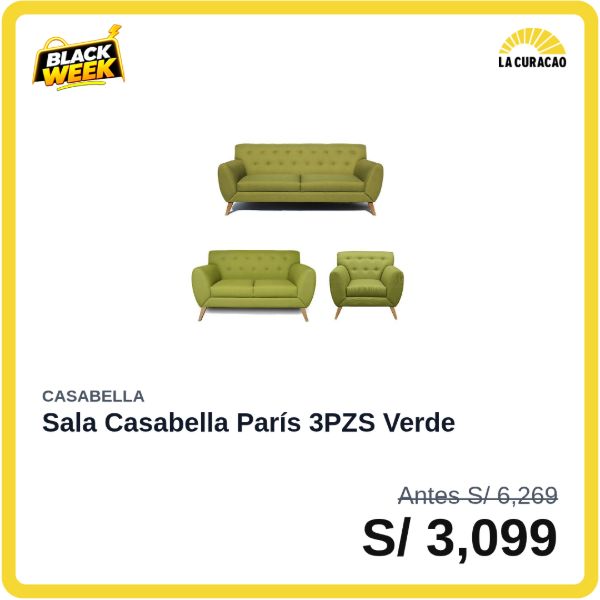 BLACK
WEEK
LA CURACAO
CASABELLA
Sala Casabella París 3PZS Verde
Antes S/ 6,269
S/ 3,099